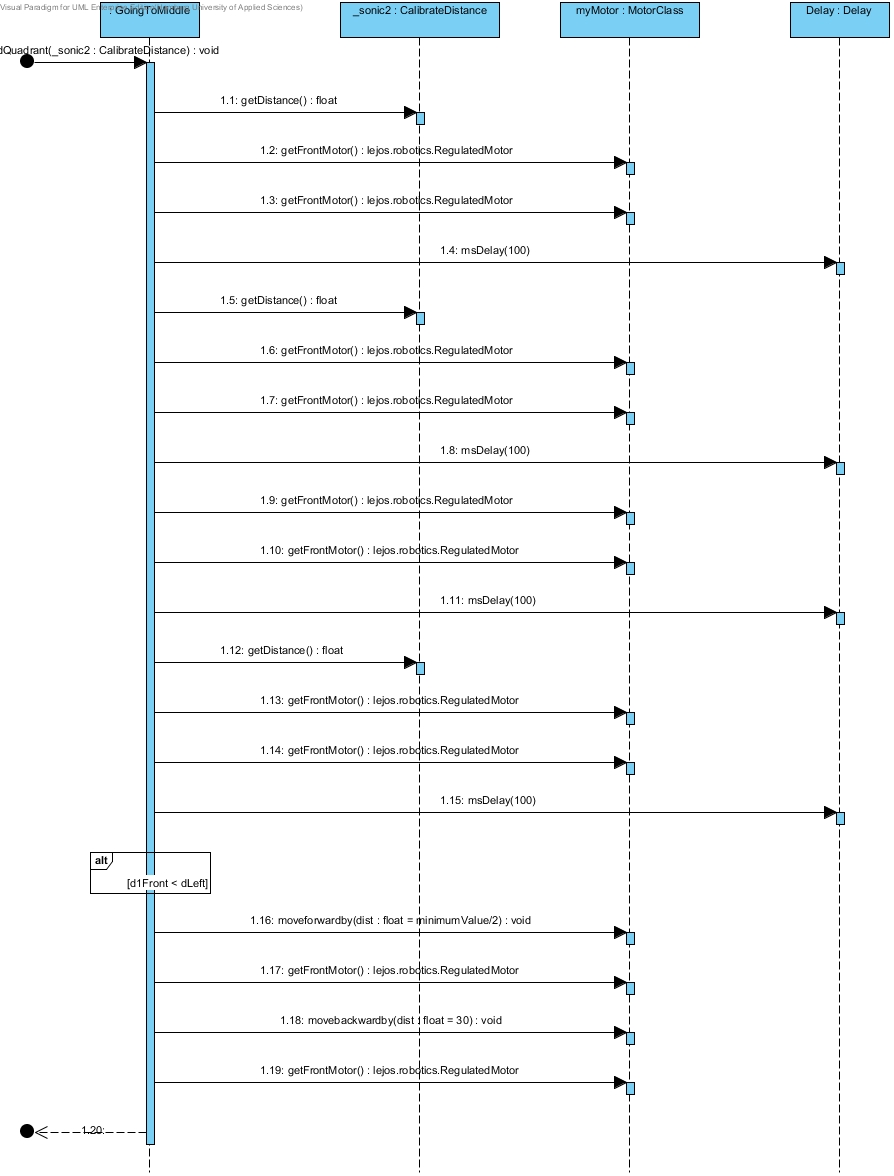 Visual Paradigm for UML Enterprise Edition University of Applied Sciences)
: GoingToMiddle
_sonic2 : CalibrateDistance
myMotor : MotorClass
Delay : Delay
dQuadrant(_sonic2 : CalibrateDistance) : void
1.1: getDistance() : float
1.2: getFrontMotor() : lejos.robotics.RegulatedMotor
1.3: getFrontMotor() : lejos.robotics.RegulatedMotor
1.4: msDelay(100)
1.5: getDistance() : float
1.6: getFrontMotor() : lejos.robotics.RegulatedMotor
1.7: getFrontMotor() : lejos.robotics.RegulatedMotor
1.8: msDelay(100)
1.9: getFrontMotor() : lejos.robotics.RegulatedMotor
1.10: getFrontMotor() : lejos.robotics.RegulatedMotor
1.11: msDelay(100)
1.12: getDistance() : float
1.13: getFrontMotor() : lejos.robotics.RegulatedMotor
1.14: getFrontMotor() : lejos.robotics.RegulatedMotor
1.15: msDelay(100)
alt
[d1Front < dLeft]
1.16: moveforwardby(dist : float = minimumValue/2) : void
1.17: getFrontMotor() : lejos.robotics.RegulatedMotor
1.18: movebackwardby(dist : float = 30) : void
1.19: getFrontMotor() : lejos.robotics.RegulatedMotor
1.20: